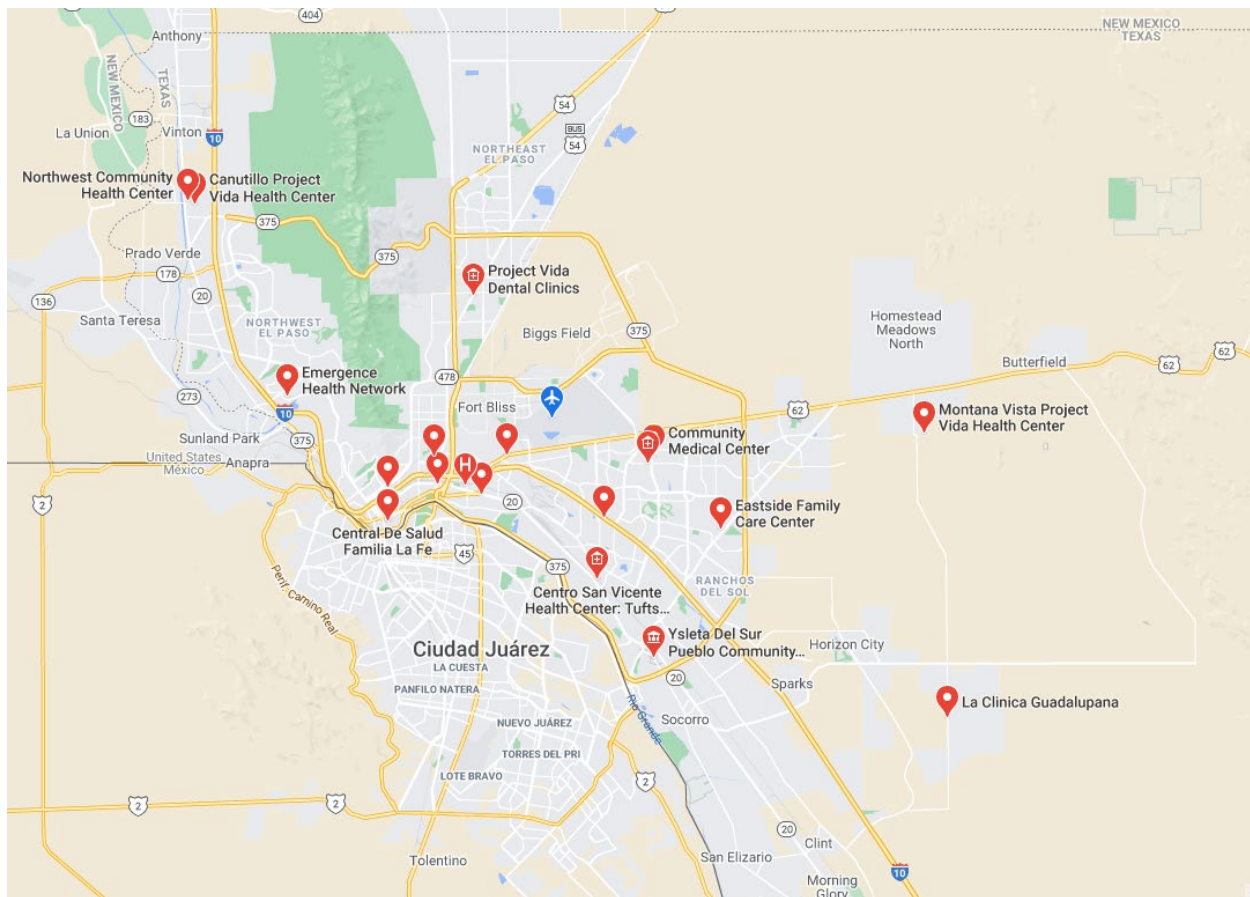 404
Anthony
NEW MEXICO
TEXAS
NEW MEXICO
TEXAS
54
BUS
54
183
La Union
Vinton
10
NORTHEAST
EL PASO
Northwest Community
Health Center
Canutillo Project
Vida Health Center
375
375
Prado Verde
178
20
136
Santa Teresa
Project Vida
Dental Clinics
Biggs Field
375
NORTHWEST
EL PASO
Homestead
Meadows
North
62
62
Butterfield
Emergence
Health Network
478
273
10
Fort Bliss
62
Montana Vista Project
Vida Health Center
Sunland Park
375
Community
Medical Center
United States
México
Anapra
H
2
20
Eastside Family
Care Center
Central De Salud
Familia La Fe
45
375
Centro San Vicente
Health Center: Tufts...
RANCHOS
DEL SOL
Perif. Camino Real
Ysleta Del Sur
Pueblo Community...
Horizon City
Ciudad Juárez
LA CUESTA
20
Sparks
PANFILO NATERA
La Clinica Guadalupana
Rio Grande
Socorro
NUEVO JUÁREZ
TORRES DEL PRI
LOTE BRAVO
2
2
2
20
Clint
San Elizario
Tolentino
10
Morning
Glory